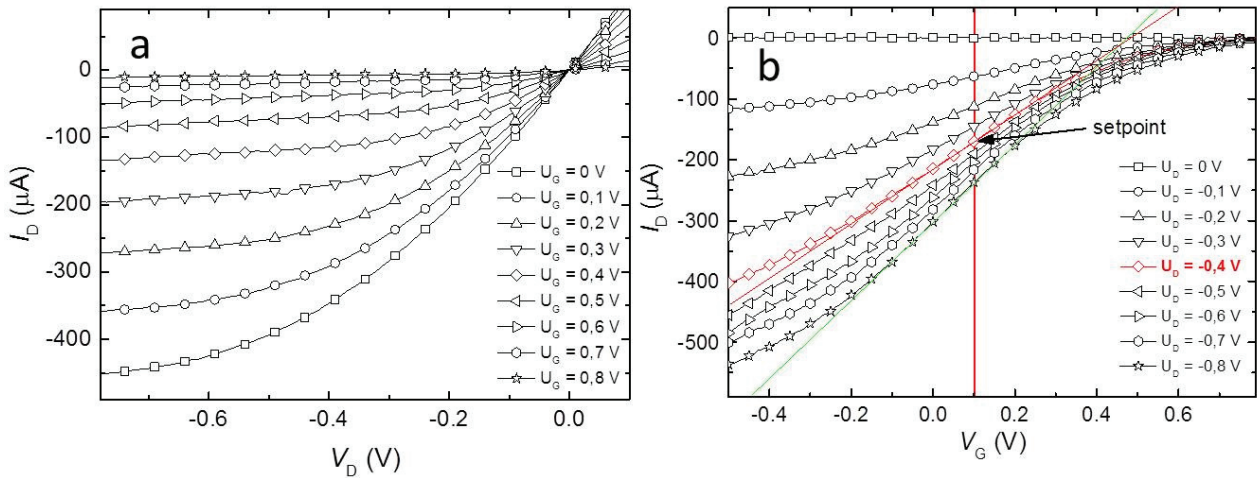 a
I_D (μA)
0
-100
-200
-300
-400
U_G = 0 V
U_G = 0,1 V
U_G = 0,2 V
U_G = 0,3 V
U_G = 0,4 V
U_G = 0,5 V
U_G = 0,6 V
U_G = 0,7 V
U_G = 0,8 V
-0.6 -0.4 -0.2 0.0
V_D (V)
b
I_D (μA)
0
-100
-200
-300
-400
-500
setpoint
U_D = 0 V
U_D = -0,1 V
U_D = -0,2 V
U_D = -0,3 V
U_D = -0,4 V
U_D = -0,5 V
U_D = -0,6 V
U_D = -0,7 V
U_D = -0,8 V
-0.4 -0.2 0.0 0.2 0.4 0.6
V_G (V)